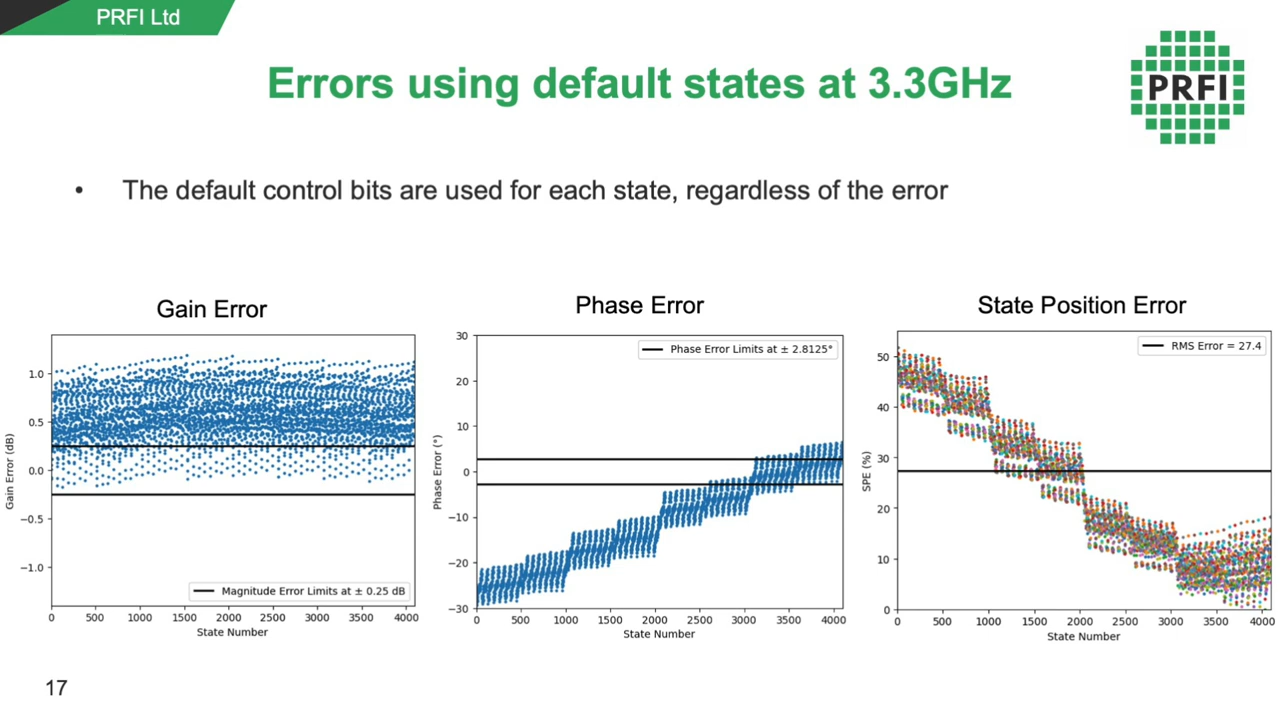 PRFI Ltd
Errors using default states at 3.3GHz
PRFI
• The default control bits are used for each state, regardless of the error
Gain Error
Gain Error (dB)
1.0
0.5
0.0
−0.5
−1.0
Magnitude Error Limits at ± 0.25 dB
0 500 1000 1500 2000 2500 3000 3500 4000
State Number
Phase Error
Phase Error (°)
30
20
10
0
−10
−20
−30
Phase Error Limits at ± 2.8125°
0 500 1000 1500 2000 2500 3000 3500 4000
State Number
State Position Error
SPE (%)
50
40
30
20
10
0
RMS Error = 27.4
0 500 1000 1500 2000 2500 3000 3500 4000
State Number
17